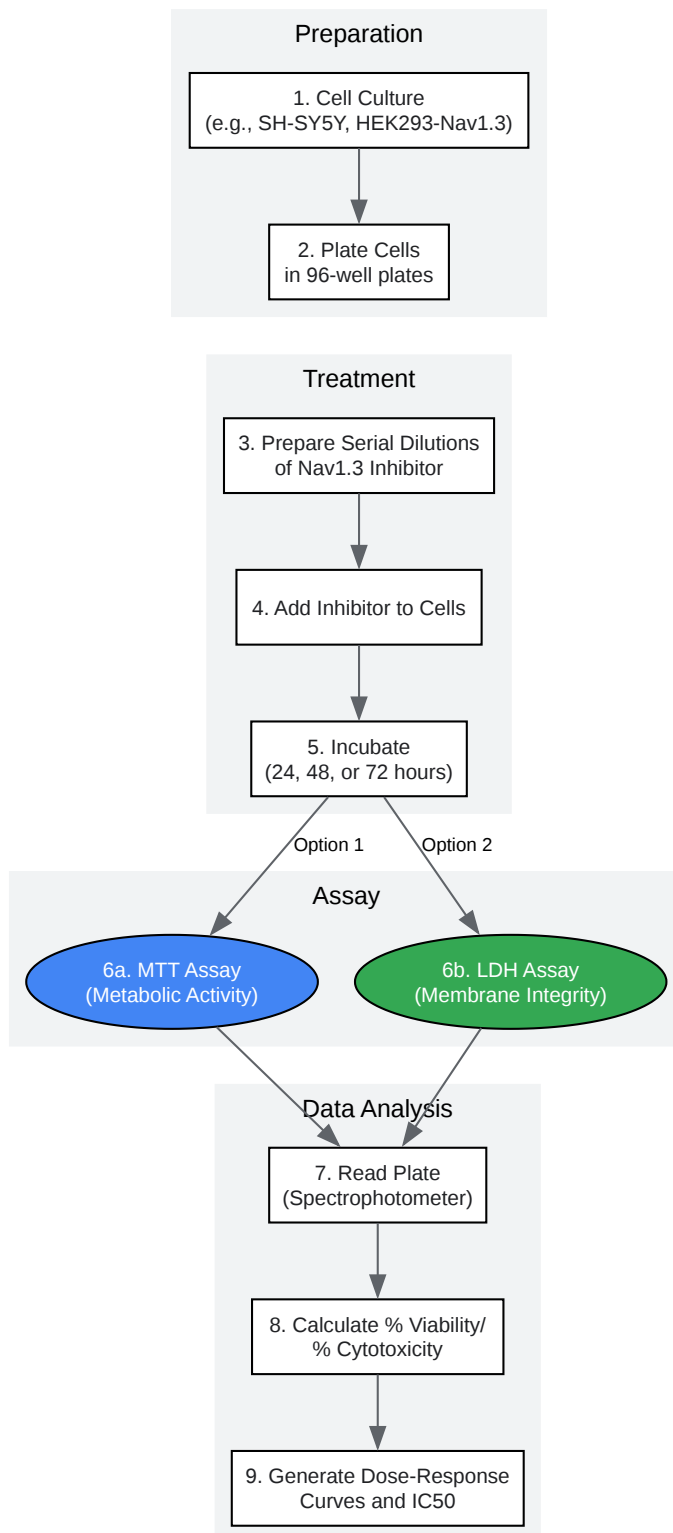 Preparation
1. Cell Culture
(e.g., SH-SY5Y, HEK293-Nav1.3)
2. Plate Cells
in 96-well plates
Treatment
3. Prepare Serial Dilutions
of Nav1.3 Inhibitor
4. Add Inhibitor to Cells
5. Incubate
(24, 48, or 72 hours)
Option 1
Option 2
Assay
6a. MTT Assay
(Metabolic Activity)
6b. LDH Assay
(Membrane Integrity)
Data Analysis
7. Read Plate
(Spectrophotometer)
8. Calculate % Viability/
% Cytotoxicity
9. Generate Dose-Response
Curves and IC50